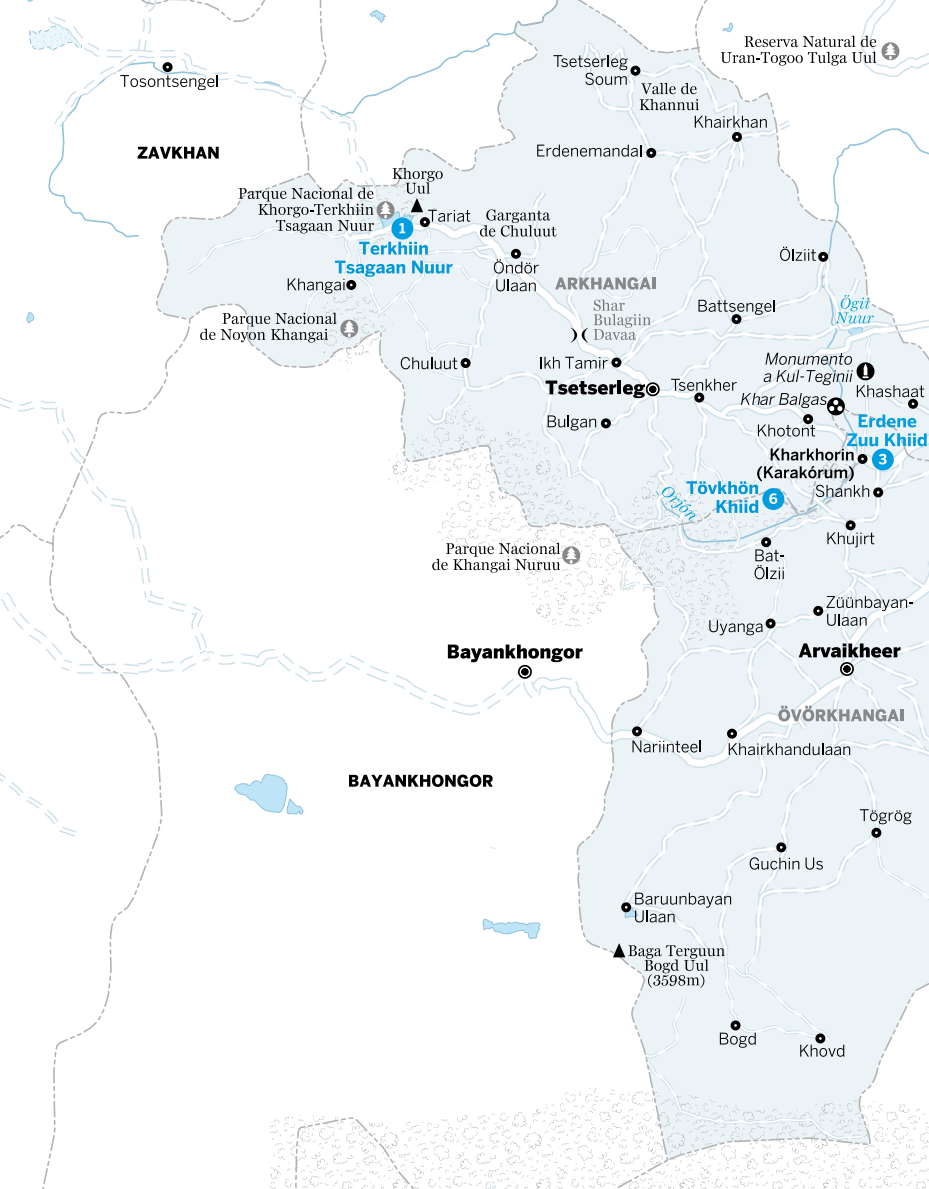 Reserva Natural de
Uran-Togoo Tulga Uul
Tsetserleg
Soum
Tosontsengel
Valle de
Khannui
Khairkhan
ZAVKHAN
Erdenemandal
Khorgo
Uul
Parque Nacional de
Khorgo-Terkhiin
Tsagaan Nuur
Tariat
Garganta
de Chuluut
1
Terkhiin
Tsagaan Nuur
Öndör
Ulaan
Ölziit
Khangai
ARKHANGAI
Shar
Bulagiin
Davaa
Battsengel
Ögii
Nuur
Parque Nacional
de Noyon Khangai
Chuluut
Ikh Tamir
Monumento
a Kul-Teginii
Tsetserleg
Tsenkher
Khashaat
Khar Balgas
Bulgan
Khotont
Erdene
Zuu Khiid
3
Kharkhorin
(Karakórum)
Orjón
Tövkhön
Khiid
6
Shankh
Khujirt
Parque Nacional
de Khangai Nuruu
Bat-
Ölzii
Züünbayan-
Ulaan
Uyanga
Bayankhongor
Arvaikheer
ÖVÖRKHANGAI
Nariinteel
Khairkhandulaan
BAYANKHONGOR
Tögrög
Guchin Us
Baruunbayan
Ulaan
Baga Terguun
Bogd Uul
(3598m)
Bogd
Khovd